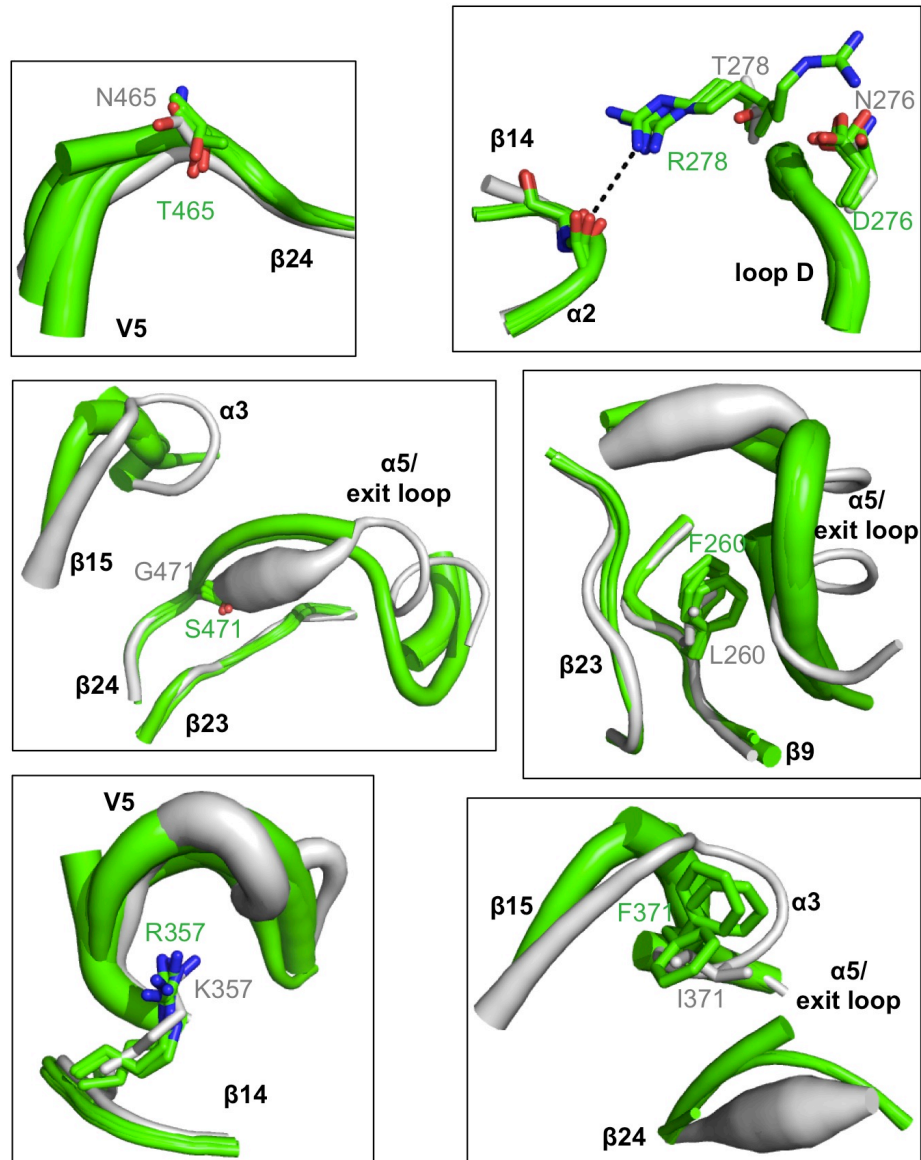 N465
T465
β24
V5
T278
N276
β14
R278
D276
loop D
α2
α3
α5/
exit loop
β15
G471
S471
β24
β23
α5/
exit loop
F260
L260
β23
β9
V5
R357
K357
β14
β15
F371
α3
α5/
exit loop
I371
β24